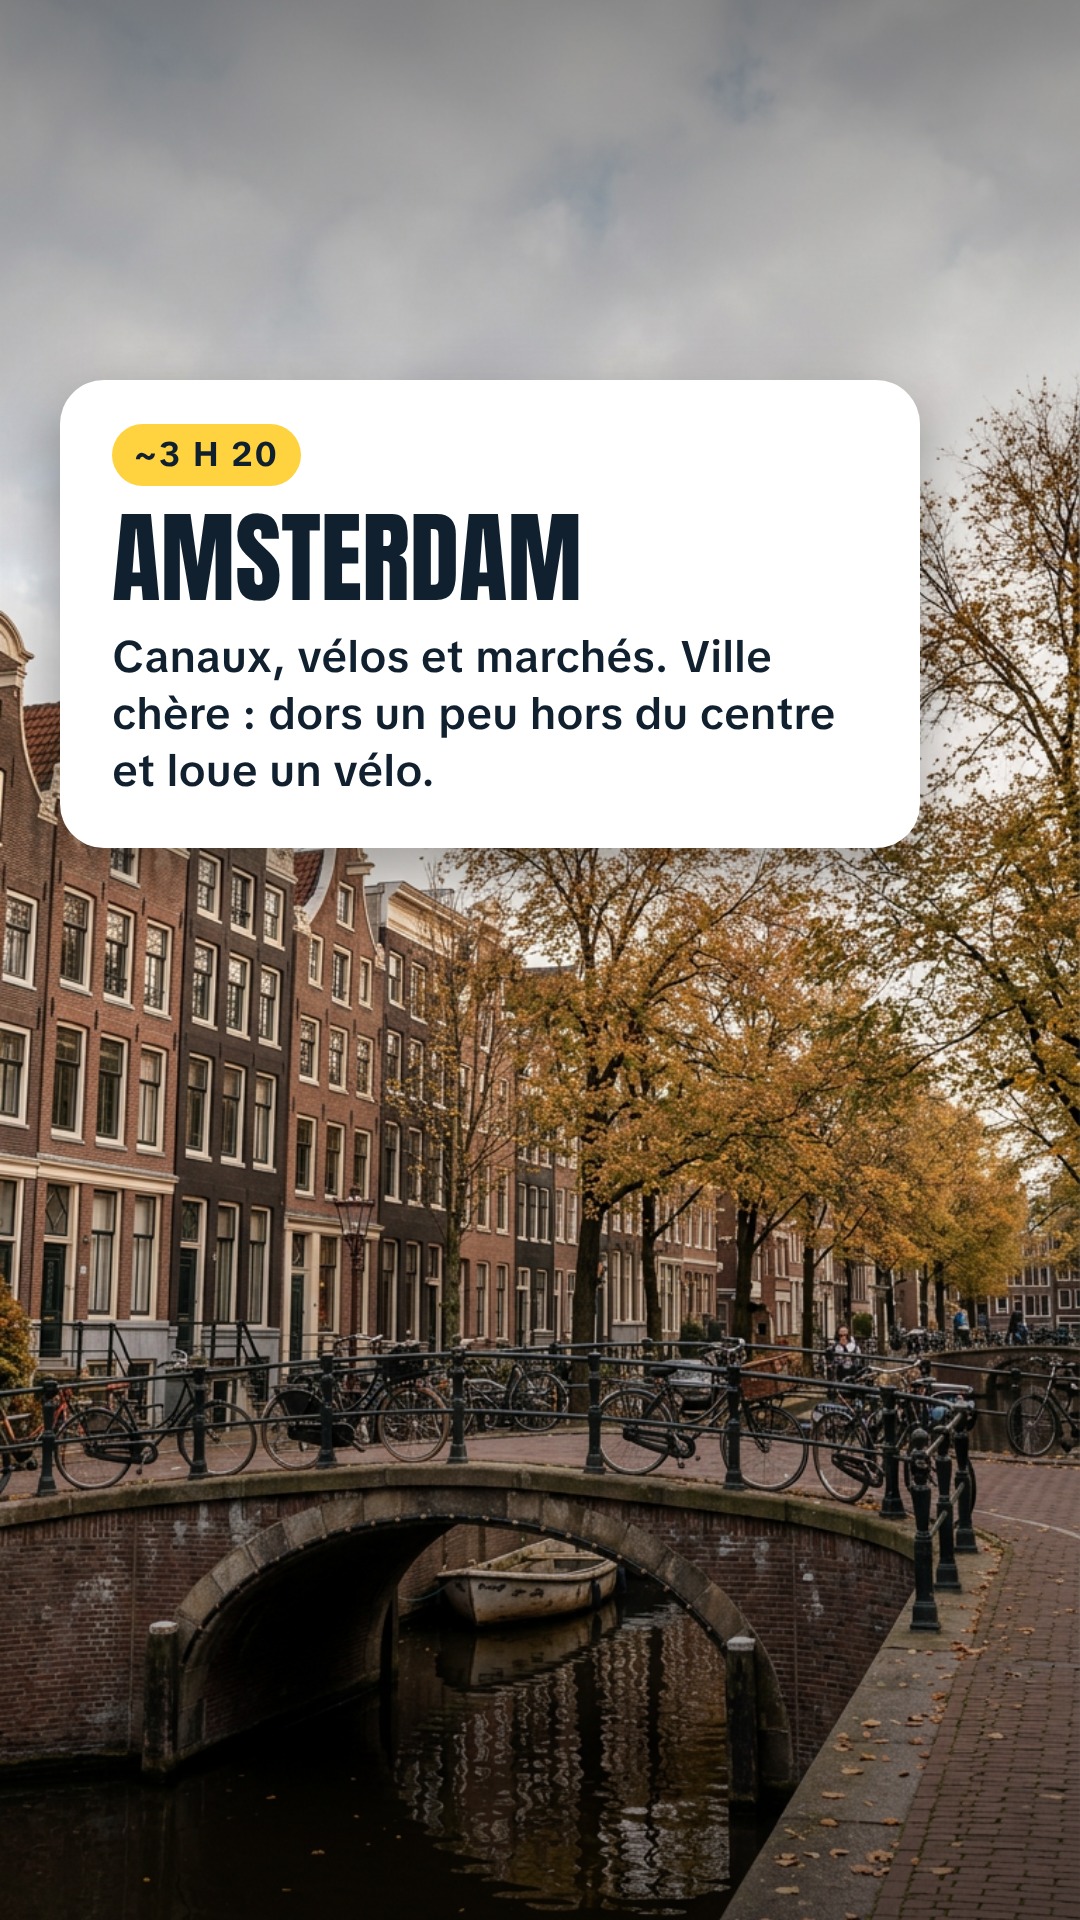 ~3 H 20
AMSTERDAM
Canaux, vélos et marchés. Ville
chère : dors un peu hors du centre
et loue un vélo.